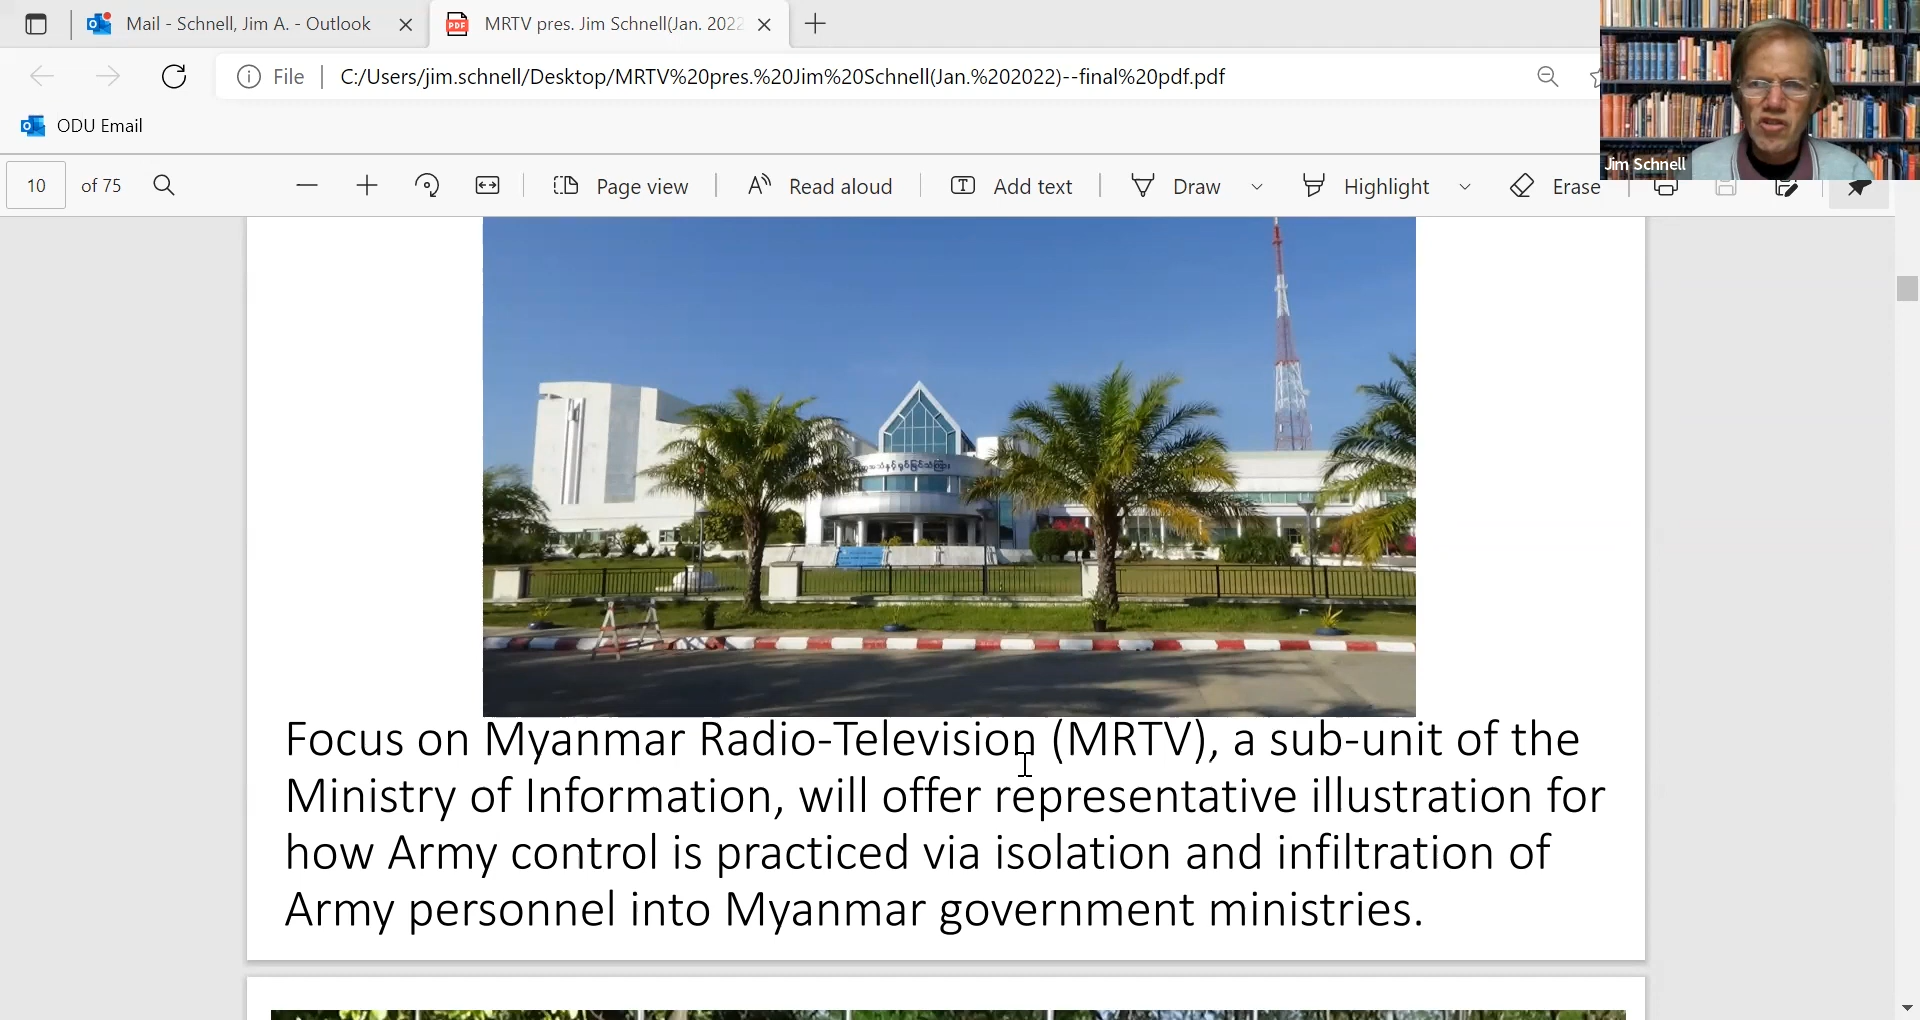 Mail - Schnell, Jim A. - Outlook
MRTV pres. Jim Schnell(Jan. 2022
File
C:/Users/jim.schnell/Desktop/MRTV%20pres.%20Jim%20Schnell(Jan.%202022)--final%20pdf.pdf
ODU Email
Jim Schnell
10 of 75
Page view
Read aloud
Add text
Draw
Highlight
Erase
PDF
Focus on Myanmar Radio-Television (MRTV), a sub-unit of the
Ministry of Information, will offer representative illustration for
how Army control is practiced via isolation and infiltration of
Army personnel into Myanmar government ministries.